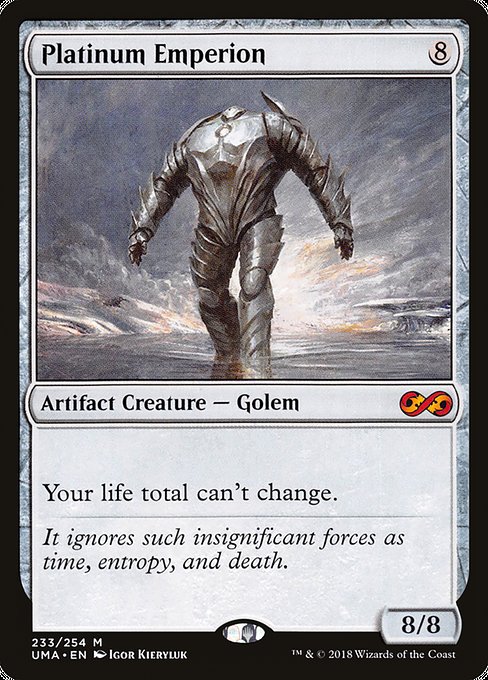 Platinum Emperion 8
Artifact Creature — Golem
Your life total can't change.
It ignores such insignificant forces as
time, entropy, and death.
8/8
233/254 M
UMA • EN Igor Kieryluk
™ & © 2018 Wizards of the Coast